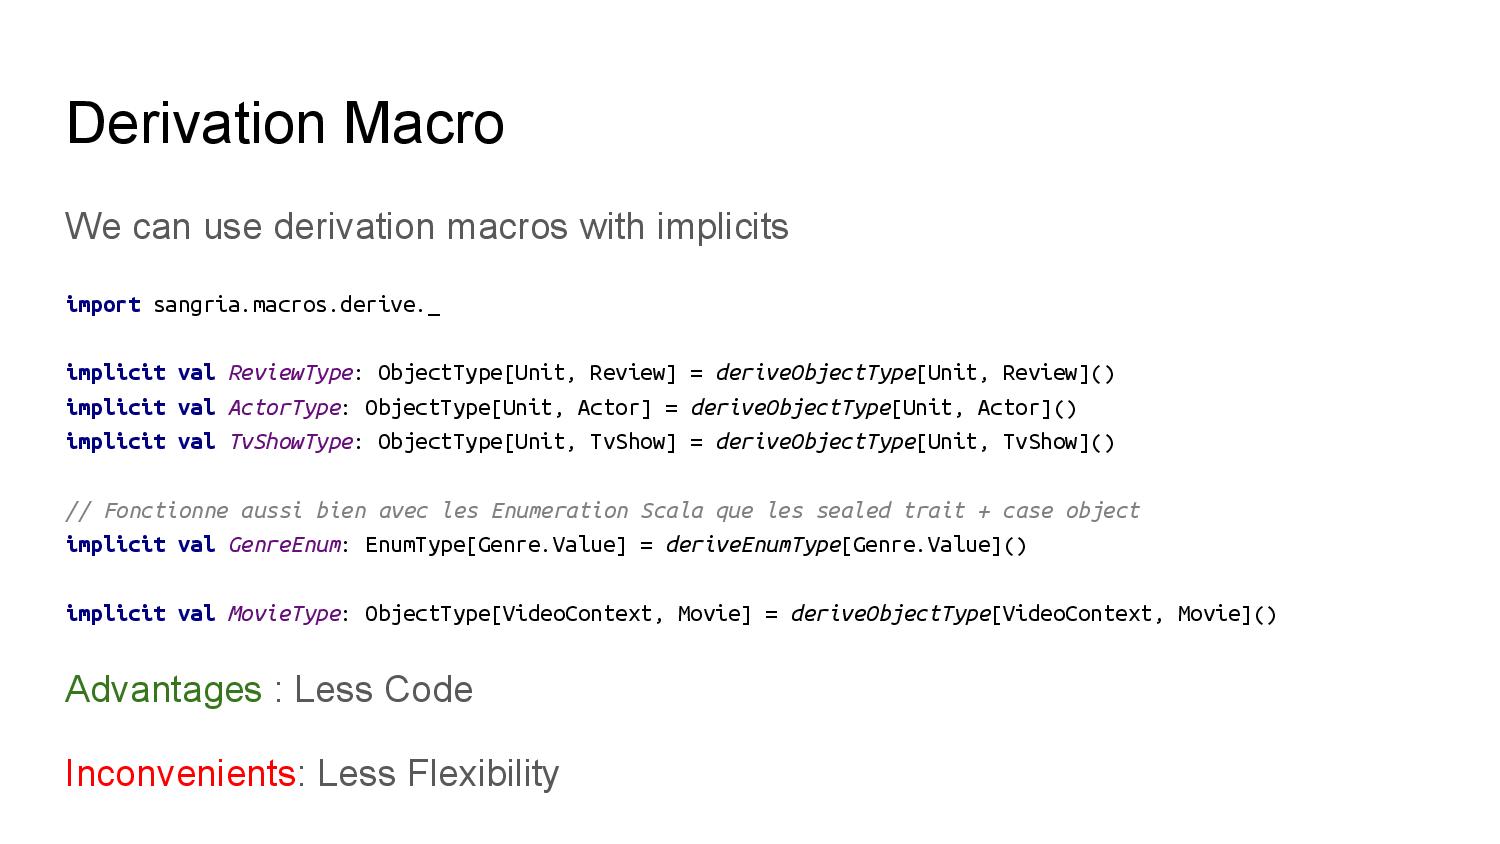 Derivation Macro
We can use derivation macros with implicits
import sangria.macros.derive._
implicit val ReviewType: ObjectType[Unit, Review] = deriveObjectType[Unit, Review]()
implicit val ActorType: ObjectType[Unit, Actor] = deriveObjectType[Unit, Actor]()
implicit val TvShowType: ObjectType[Unit, TvShow] = deriveObjectType[Unit, TvShow]()
// Fonctionne aussi bien avec les Enumeration Scala que les sealed trait + case object
implicit val GenreEnum: EnumType[Genre.Value] = deriveEnumType[Genre.Value]()
implicit val MovieType: ObjectType[VideoContext, Movie] = deriveObjectType[VideoContext, Movie]()
Advantages : Less Code
Inconvenients: Less Flexibility